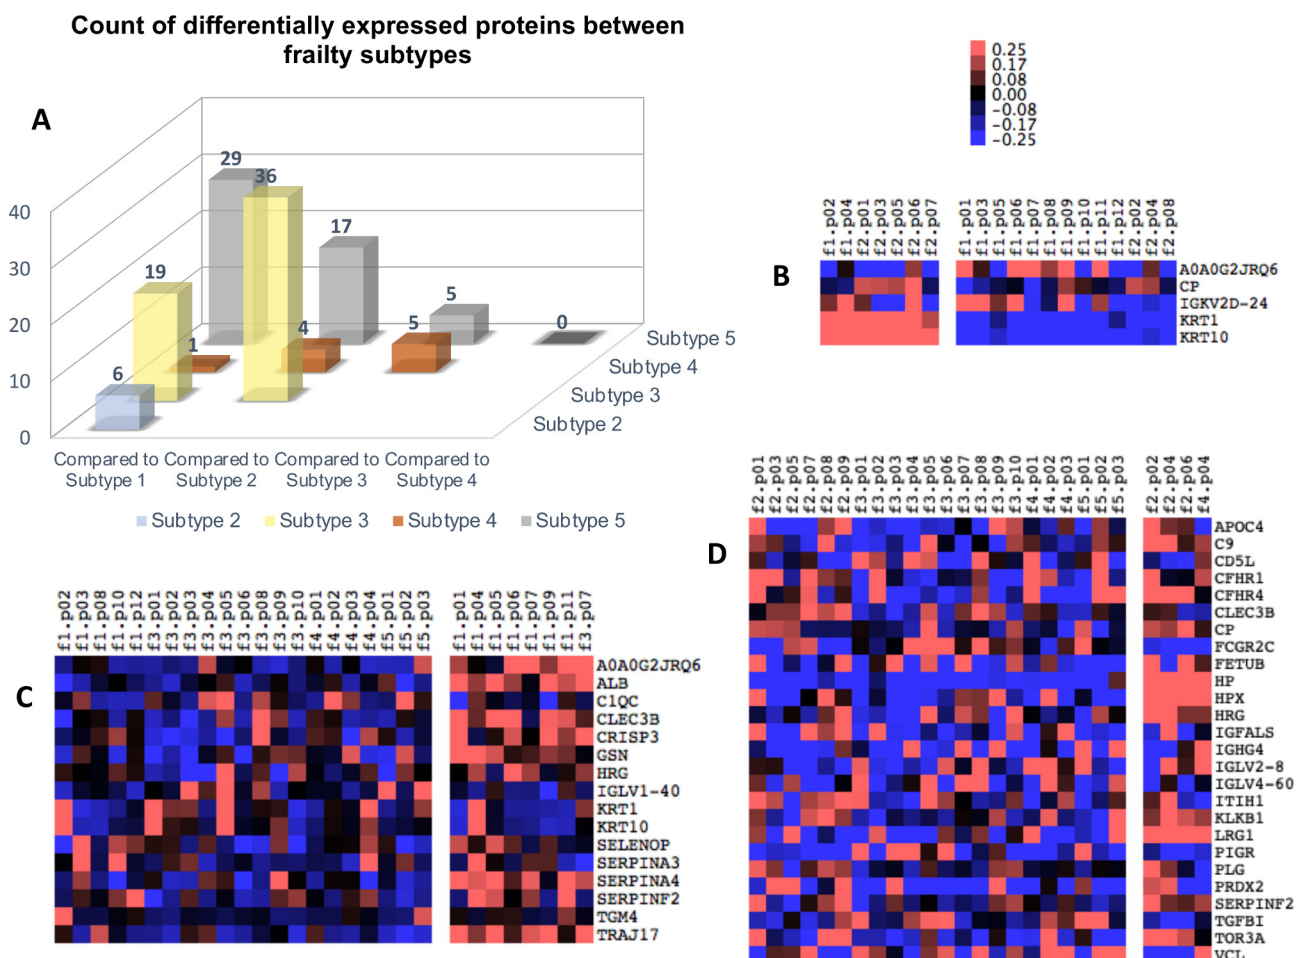 Count of differentially expressed proteins between
frailty subtypes
A
40
30
20
10
0
29
36
19
17
1
4
5
5
0
6
Subtype 5
Subtype 4
Subtype 3
Subtype 2
Compared to Compared to Compared to Compared to
Subtype 1 Subtype 2 Subtype 3 Subtype 4
Subtype 2 Subtype 3 Subtype 4 Subtype 5
0.25
0.17
0.08
0.00
-0.08
-0.17
-0.25
B
f1.p02 f1.p04 f2.p01 f2.p03 f2.p05 f2.p06 f2.p07 f1.p01 f1.p03 f1.p05 f1.p06 f1.p07 f1.p08 f1.p09 f1.p10 f1.p11 f1.p12 f2.p02 f2.p04 f2.p08
A0A0G2JRQ6
CP
IGKV2D-24
KRT1
KRT10
C
f1.p02 f1.p03 f1.p08 f1.p10 f1.p12 f3.p01 f3.p02 f3.p03 f3.p04 f3.p05 f3.p06 f3.p08 f3.p09 f3.p10 f4.p01 f4.p02 f4.p03 f4.p04 f5.p01 f5.p02 f5.p03 f1.p01 f1.p04 f1.p05 f1.p06 f1.p07 f1.p09 f1.p11 f3.p07
A0A0G2JRQ6
ALB
C1QC
CLEC3B
CRISP3
GSN
HRG
IGLV1-40
KRT1
KRT10
SELENOP
SERPINA3
SERPINA4
SERPINF2
TGM4
TRAJ17
D
f2.p01 f2.p03 f2.p05 f2.p07 f2.p08 f2.p09 f3.p01 f3.p02 f3.p03 f3.p04 f3.p05 f3.p06 f3.p07 f3.p08 f3.p09 f3.p10 f4.p01 f4.p02 f4.p03 f5.p01 f5.p02 f5.p03 f2.p02 f2.p04 f2.p06 f4.p04
APOC4
C9
CD5L
CFHR1
CFHR4
CLEC3B
CP
FCGR2C
FETUB
HP
HPX
HRG
IGFALS
IGHG4
IGLV2-8
IGLV4-60
ITIH1
KLKB1
LRG1
PIGR
PLG
PRDX2
SERPINF2
TGFBI
TOR3A
VCL